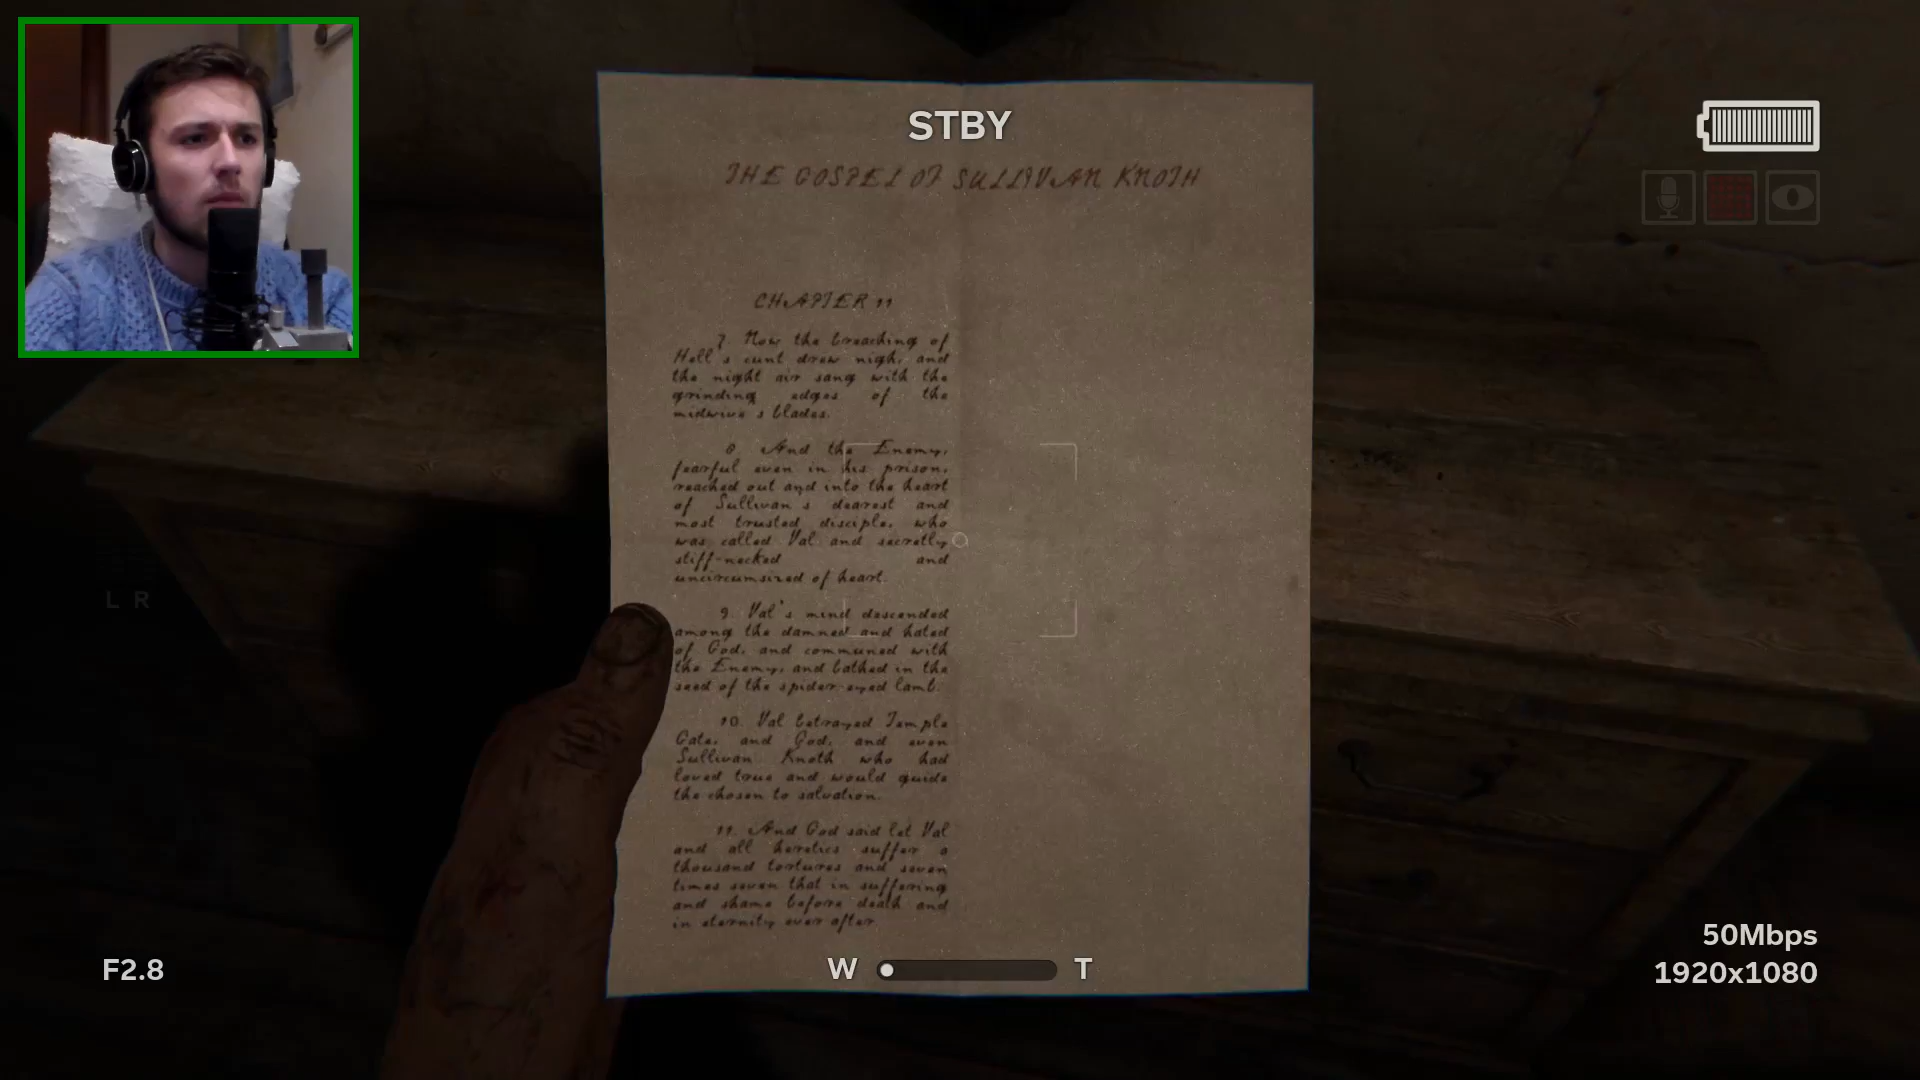 STBY
THE GOSPEL OF SULLIVAN KNOTH
CHAPTER 11
7. Now the breaching of
Hell's cunt drew nigh, and
the night air sang with the
grinding edges of the
midwive's blades.
8. And the Enemy,
fearful even in his prison,
reached out and into the heart
of Sullivan's dearest and
most trusted disciple, who
was called Val and secretly
stiff-necked and
uncircumsized of heart.
9. Val's mind descended
among the damned and hated
of God, and communed with
the Enemy, and bathed in the
seed of the spider-eyed lamb.
10. Val betrayed Temple
Gate, and God, and even
Sullivan Knoth who had
loved true and would guide
the chosen to salvation.
11. And God said let Val
and all heretics suffer a
thousand tortures and seven
times seven that in suffering
and shame before death and
in eternity ever after.
L R
F2.8
W T
50Mbps
1920x1080